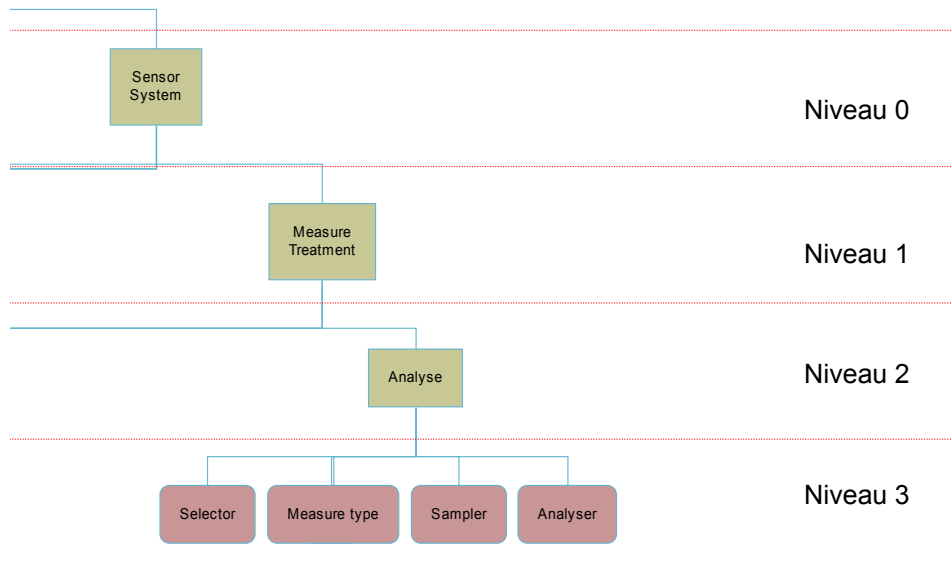 Sensor
System
Niveau 0
Measure
Treatment
Niveau 1
Analyse
Niveau 2
Selector
Measure type
Sampler
Analyser
Niveau 3